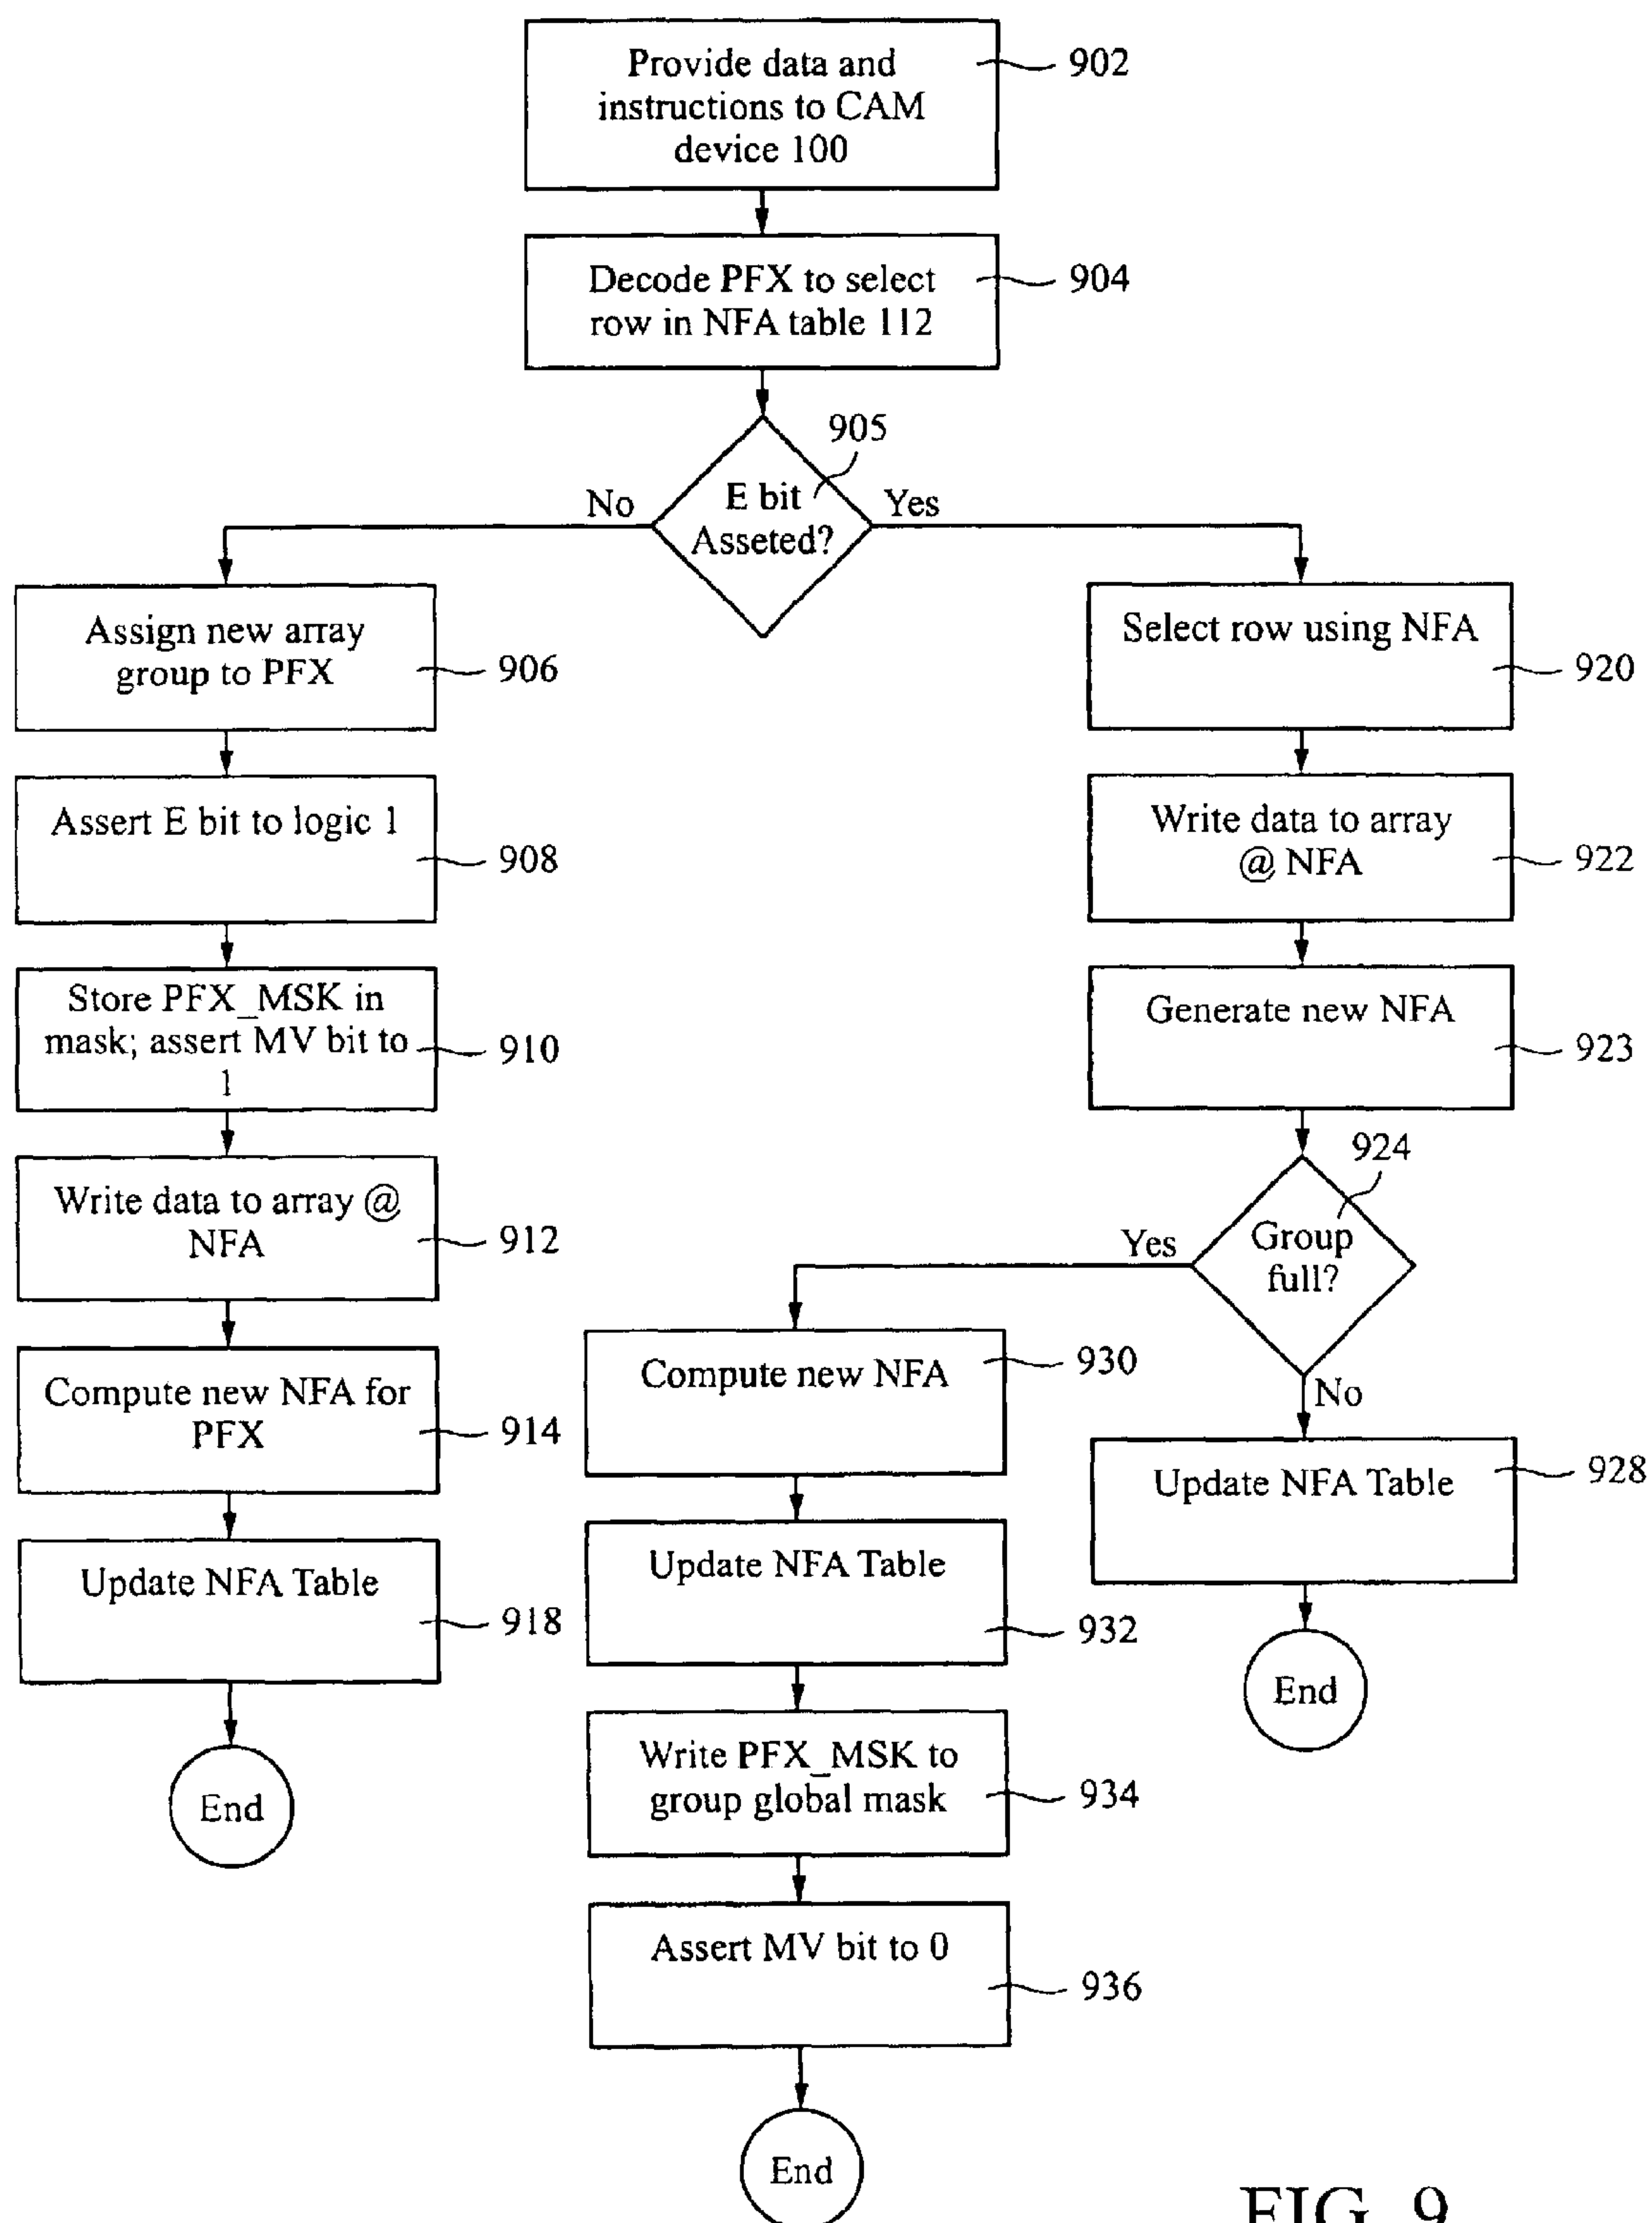 Provide data and
instructions to CAM
device 100
902
Decode PFX to select
row in NFA table 112
904
905
E bit
Asseted?
No
Yes
Assign new array
group to PFX
906
Assert E bit to logic 1
908
Store PFX_MSK in
mask; assert MV bit to
1
910
Write data to array @
NFA
912
Compute new NFA for
PFX
914
Update NFA Table
918
End
Select row using NFA
920
Write data to array
@ NFA
922
Generate new NFA
923
924
Group
full?
Yes
No
Compute new NFA
930
Update NFA Table
932
Write PFX_MSK to
group global mask
934
Assert MV bit to 0
936
End
Update NFA Table
928
End
FIG. 9